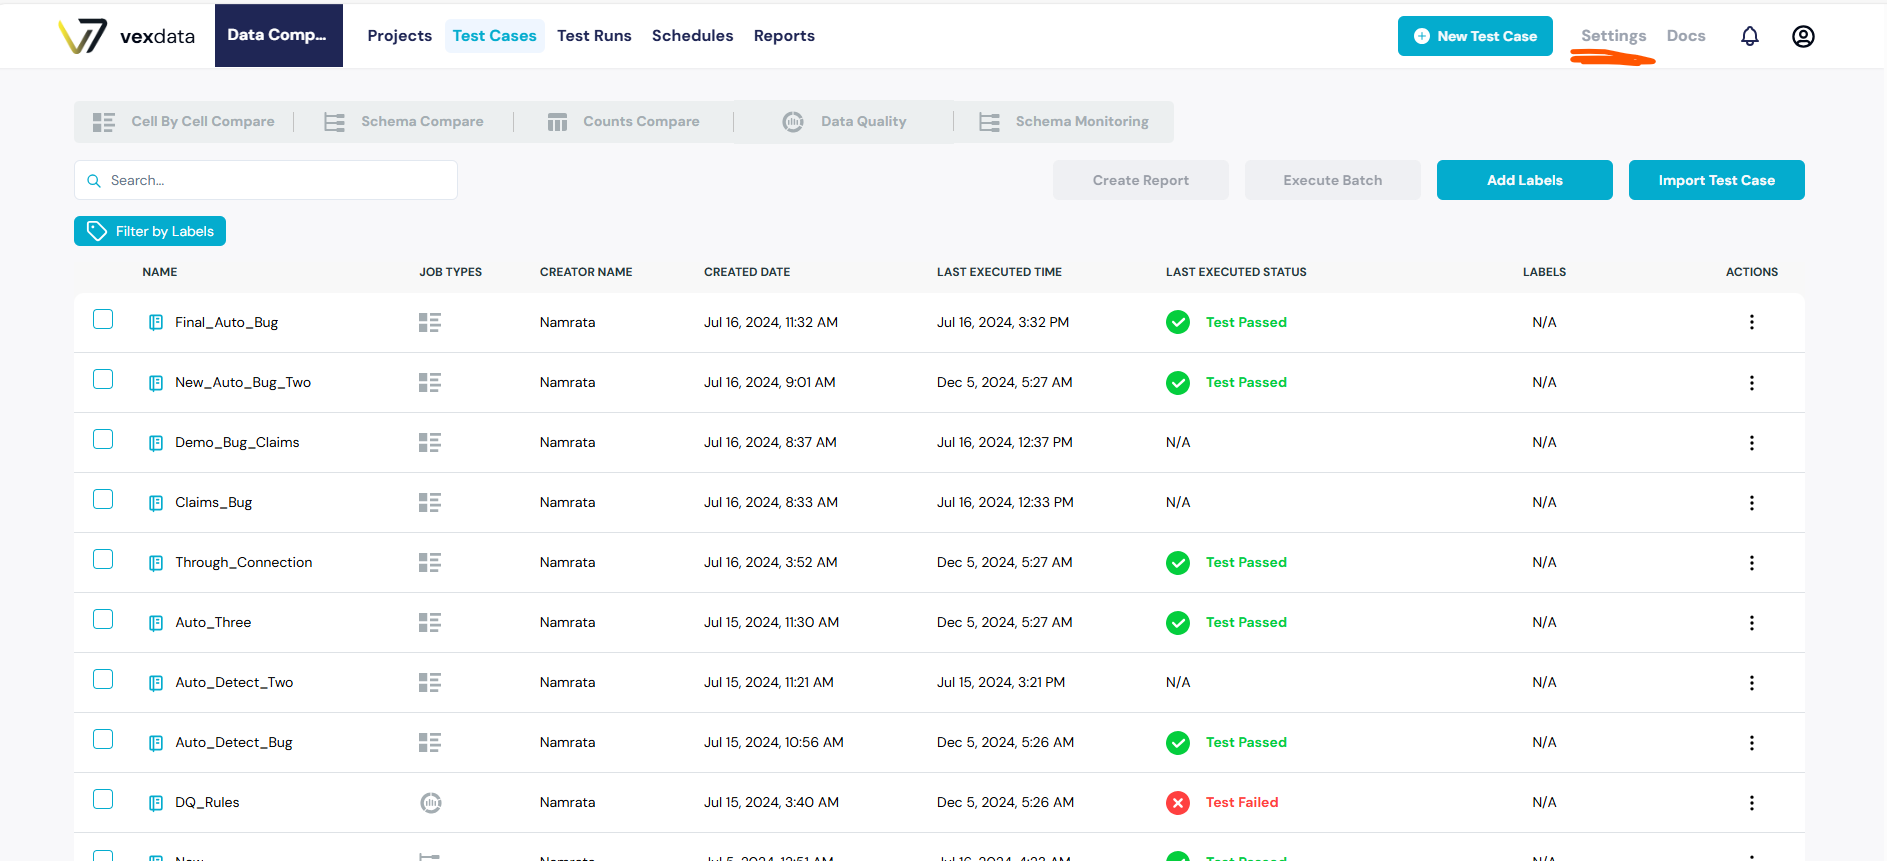 vexdata Data Comp... Projects Test Cases Test Runs Schedules Reports New Test Case Settings Docs
Cell By Cell Compare Schema Compare Counts Compare Data Quality Schema Monitoring
Search... Create Report Execute Batch Add Labels Import Test Case
Filter by Labels
NAME JOB TYPES CREATOR NAME CREATED DATE LAST EXECUTED TIME LAST EXECUTED STATUS LABELS ACTIONS
Final_Auto_Bug Namrata Jul 16, 2024, 11:32 AM Jul 16, 2024, 3:32 PM Test Passed N/A
New_Auto_Bug_Two Namrata Jul 16, 2024, 9:01 AM Dec 5, 2024, 5:27 AM Test Passed N/A
Demo_Bug_Claims Namrata Jul 16, 2024, 8:37 AM Jul 16, 2024, 12:37 PM N/A N/A
Claims_Bug Namrata Jul 16, 2024, 8:33 AM Jul 16, 2024, 12:33 PM N/A N/A
Through_Connection Namrata Jul 16, 2024, 3:52 AM Dec 5, 2024, 5:27 AM Test Passed N/A
Auto_Three Namrata Jul 15, 2024, 11:30 AM Dec 5, 2024, 5:27 AM Test Passed N/A
Auto_Detect_Two Namrata Jul 15, 2024, 11:21 AM Jul 15, 2024, 3:21 PM N/A N/A
Auto_Detect_Bug Namrata Jul 15, 2024, 10:56 AM Dec 5, 2024, 5:26 AM Test Passed N/A
DQ_Rules Namrata Jul 15, 2024, 3:40 AM Dec 5, 2024, 5:26 AM Test Failed N/A
Namrata Test Passed N/A